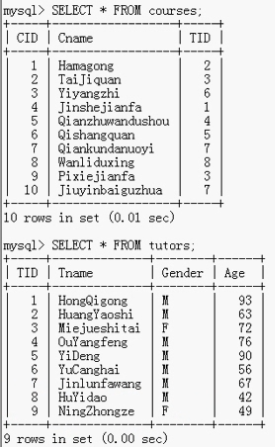 mysql> SELECT * FROM courses;
| CID | Cname | TID |
| 1 | Hamagong | 2 |
| 2 | TaiJiquan | 3 |
| 3 | Yiyangzhi | 6 |
| 4 | Jinshejianfa | 1 |
| 5 | Qianzhuwandushou | 4 |
| 6 | Qishangquan | 5 |
| 7 | Qiankundanuoyi | 7 |
| 8 | Wanliduxing | 8 |
| 9 | Pixiejianfa | 3 |
| 10 | Jiuyinbaiguzhua | 7 |
10 rows in set (0.01 sec)
mysql> SELECT * FROM tutors;
| TID | Tname | Gender | Age |
| 1 | HongQigong | M | 93 |
| 2 | HuangYaoshi | M | 63 |
| 3 | Miejueshitai | F | 72 |
| 4 | OuYangfeng | M | 76 |
| 5 | YiDeng | M | 90 |
| 6 | YuCanghai | M | 56 |
| 7 | Jinlunfawang | M | 67 |
| 8 | HuYidao | M | 42 |
| 9 | NingZhongze | F | 49 |
9 rows in set (0.00 sec)